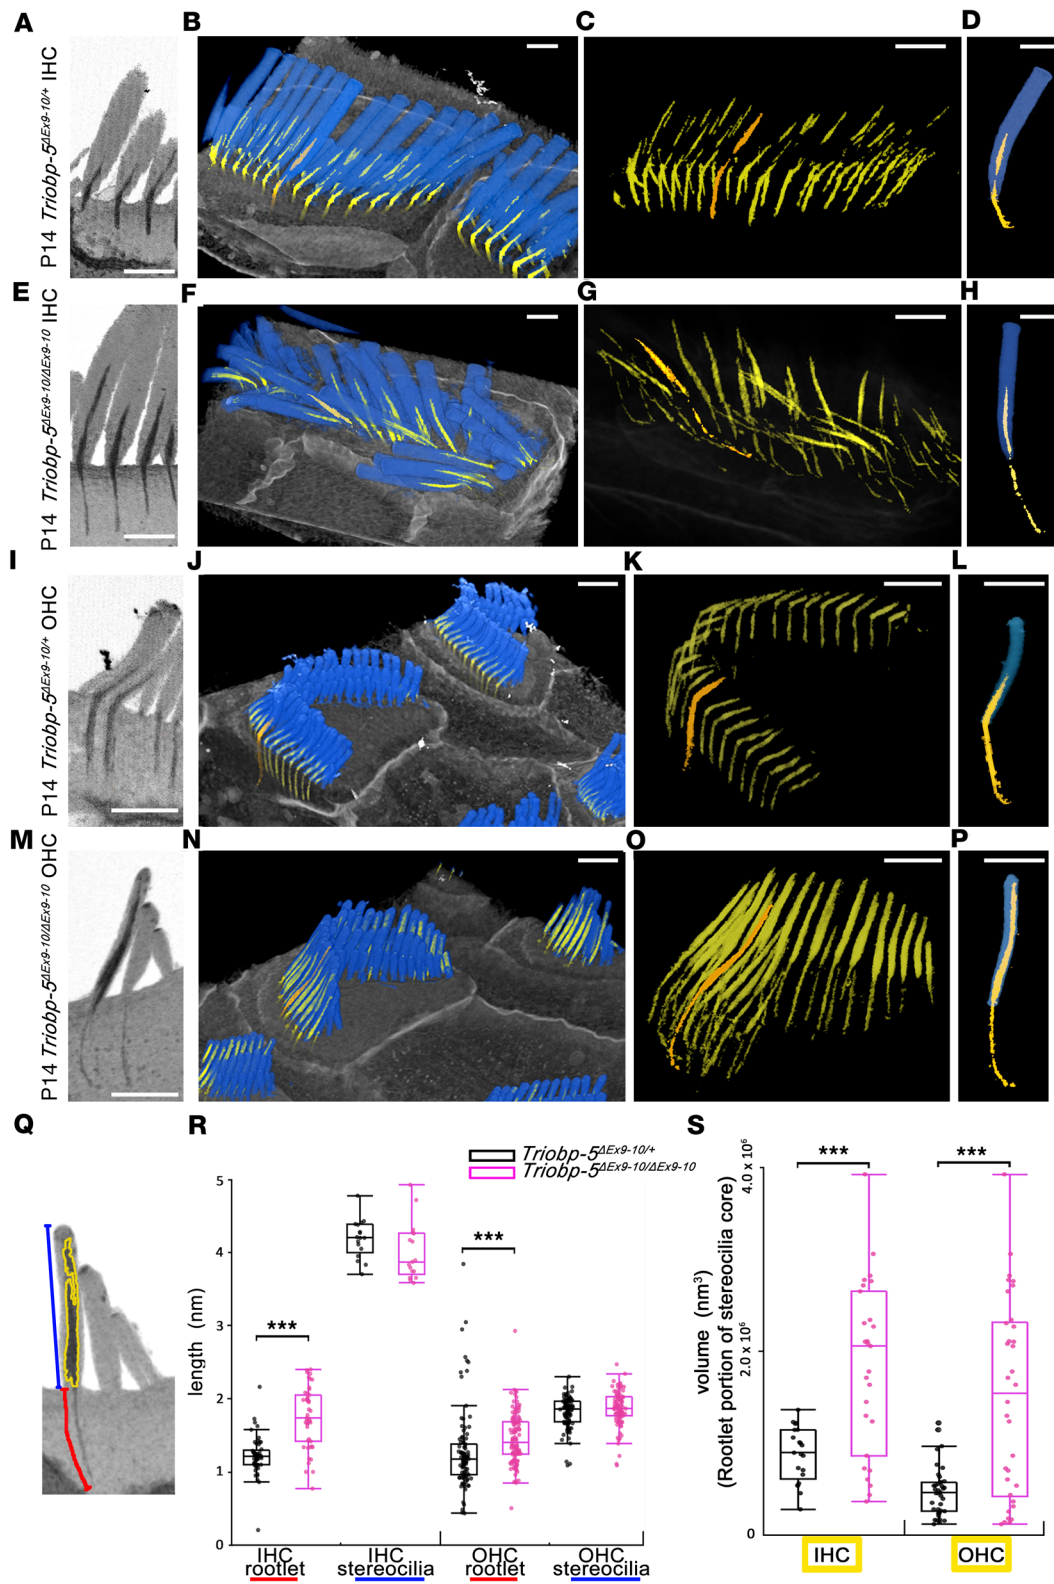 A
B
C
D
P14 Triobp-5ΔEx9-10/+ IHC
E
F
G
H
P14 Triobp-5ΔEx9-10/ΔEx9-10 IHC
I
J
K
L
P14 Triobp-5ΔEx9-10/+ OHC
M
N
O
P
P14 Triobp-5ΔEx9-10/ΔEx9-10 OHC
Q
R
S
Triobp-5ΔEx9-10/+
Triobp-5ΔEx9-10/ΔEx9-10
length (nm)
5
4
3
2
1
0
***
***
IHC
rootlet
IHC
stereocilia
OHC
rootlet
OHC
stereocilia
volume (nm³)
(Rootlet portion of stereocilia core)
4.0 x 10⁶
2.0 x 10⁶
0
***
***
IHC
OHC